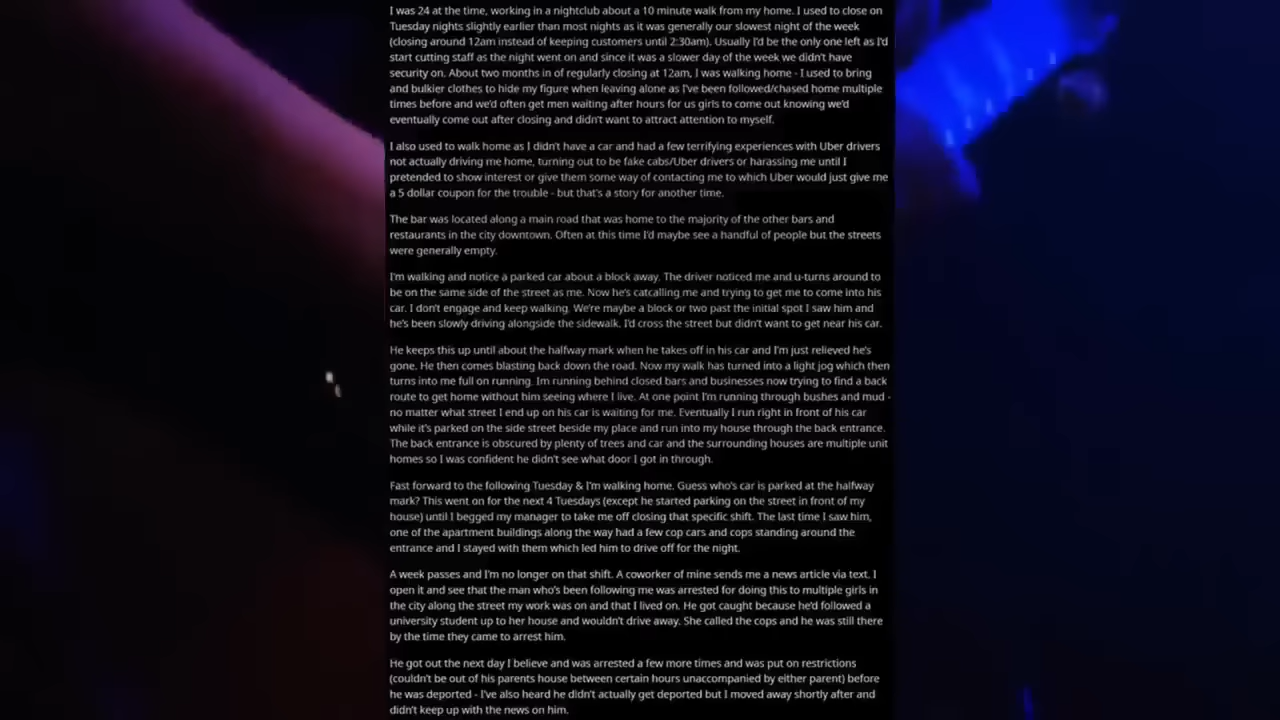 I was 24 at the time, working in a nightclub about a 10 minute walk from my home. I used to close on
Tuesday nights slightly earlier than most nights as it was generally our slowest night of the week
(closing around 12am instead of keeping customers until 2:30am). Usually I'd be the only one left as I'd
start cutting staff as the night went on and since it was a slower day of the week we didn't have
security on. About two months in of regularly closing at 12am, I was walking home - I used to bring
and bulkier clothes to hide my figure when leaving alone as I've been followed/chased home multiple
times before and we'd often get men waiting after hours for us girls to come out knowing we'd
eventually come out after closing and didn't want to attract attention to myself.
I also used to walk home as I didn't have a car and had a few terrifying experiences with Uber drivers
not actually driving me home, turning out to be fake cabs/Uber drivers or harassing me until I
pretended to show interest or give them some way of contacting me to which Uber would just give me
a 5 dollar coupon for the trouble - but that's a story for another time.
The bar was located along a main road that was home to the majority of the other bars and
restaurants in the city downtown. Often at this time I'd maybe see a handful of people but the streets
were generally empty.
I'm walking and notice a parked car about a block away. The driver noticed me and u-turns around to
be on the same side of the street as me. Now he's catcalling me and trying to get me to come into his
car. I don't engage and keep walking. We're maybe a block or two past the initial spot I saw him and
he's been slowly driving alongside the sidewalk. I'd cross the street but didn't want to get near his car.
He keeps this up until about the halfway mark when he takes off in his car and I'm just relieved he's
gone. He then comes blasting back down the road. Now my walk has turned into a light jog which then
turns into me full on running. Im running behind closed bars and businesses now trying to find a back
route to get home without him seeing where I live. At one point I'm running through bushes and mud -
no matter what street I end up on his car is waiting for me. Eventually I run right in front of his car
while it's parked on the side street beside my place and run into my house through the back entrance.
The back entrance is obscured by plenty of trees and car and the surrounding houses are multiple unit
homes so I was confident he didn't see what door I got in through.
Fast forward to the following Tuesday & I'm walking home. Guess who's car is parked at the halfway
mark? This went on for the next 4 Tuesdays (except he started parking on the street in front of my
house) until I begged my manager to take me off closing that specific shift. The last time I saw him,
one of the apartment buildings along the way had a few cop cars and cops standing around the
entrance and I stayed with them which led him to drive off for the night.
A week passes and I'm no longer on that shift. A coworker of mine sends me a news article via text. I
open it and see that the man who's been following me was arrested for doing this to multiple girls in
the city along the street my work was on and that I lived on. He got caught because he'd followed a
university student up to her house and wouldn't drive away. She called the cops and he was still there
by the time they came to arrest him.
He got out the next day I believe and was arrested a few more times and was put on restrictions
(couldn't be out of his parents house between certain hours unaccompanied by either parent) before
he was deported - I've also heard he didn't actually get deported but I moved away shortly after and
didn't keep up with the news on him.